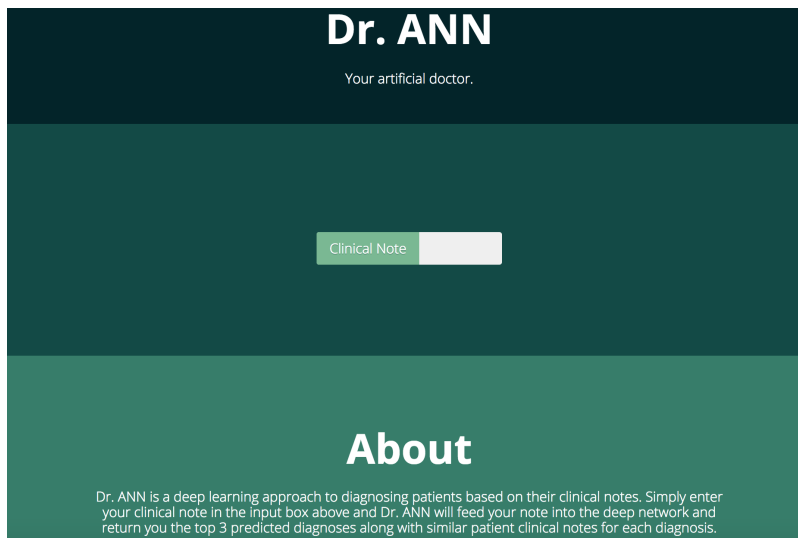 Dr. ANN
Your artificial doctor.
Clinical Note
About
Dr. ANN is a deep learning approach to diagnosing patients based on their clinical notes. Simply enter
your clinical note in the input box above and Dr. ANN will feed your note into the deep network and
return you the top 3 predicted diagnoses along with similar patient clinical notes for each diagnosis.